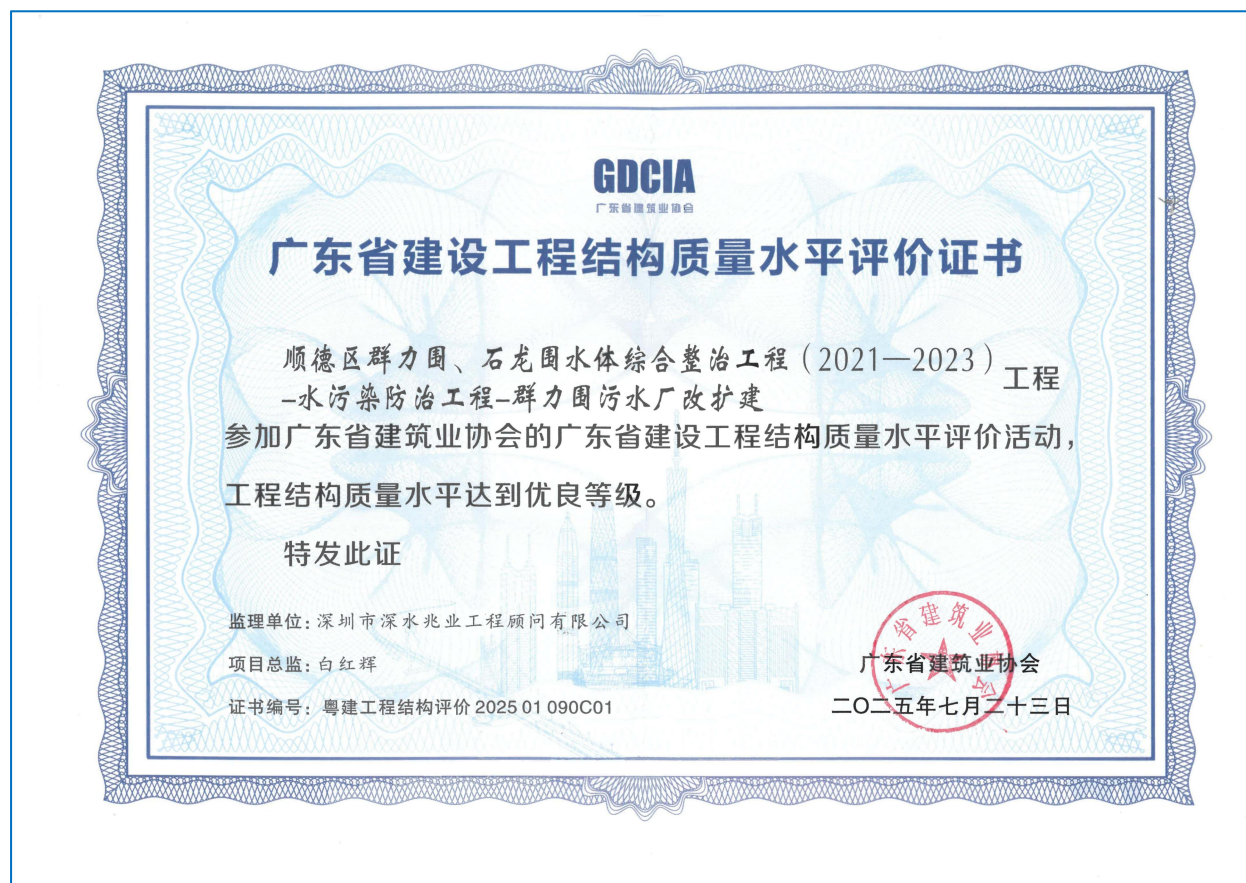 GDCIA
广东省建筑业协会
广东省建设工程结构质量水平评价证书
顺德区群力围、石龙围水体综合整治工程（2021—2023）
-水污染防治工程-群力围污水厂改扩建
工程
参加广东省建筑业协会的广东省建设工程结构质量水平评价活动，
工程结构质量水平达到优良等级。
特发此证
监理单位：深圳市深水兆业工程顾问有限公司
项目总监：白红辉
证书编号：粤建工程结构评价 2025 01 090C01
广东省建筑业协会
广东省建筑业协会
二〇二五年七月二十三日